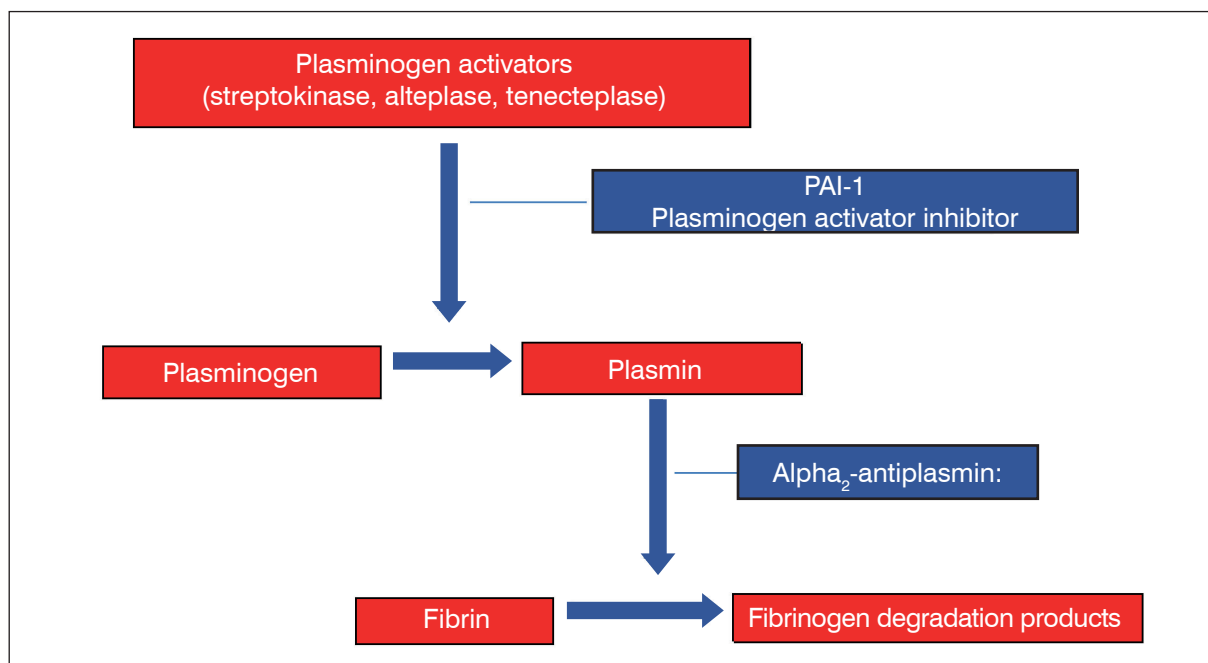 Plasminogen activators
(streptokinase, alteplase, tenecteplase)
PAI-1
Plasminogen activator inhibitor
Plasminogen
Plasmin
Alpha₂-antiplasmin:
Fibrin
Fibrinogen degradation products